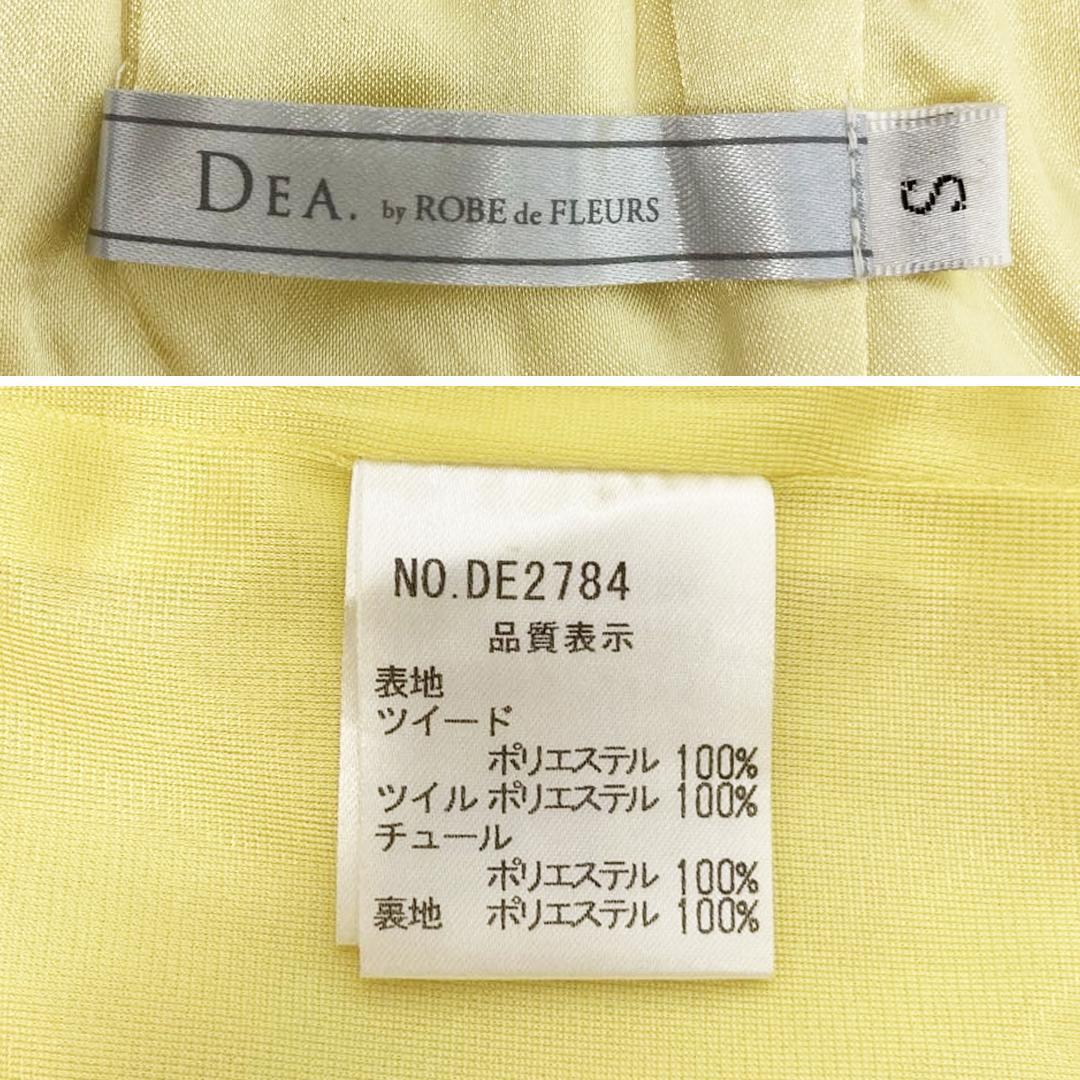 DEA. by ROBE de FLEURS
S
NO.DE2784
品質表示
表地
ツイード
ポリエステル 100%
ツイル ポリエステル 100%
チュール
ポリエステル 100%
裏地 ポリエステル 100%